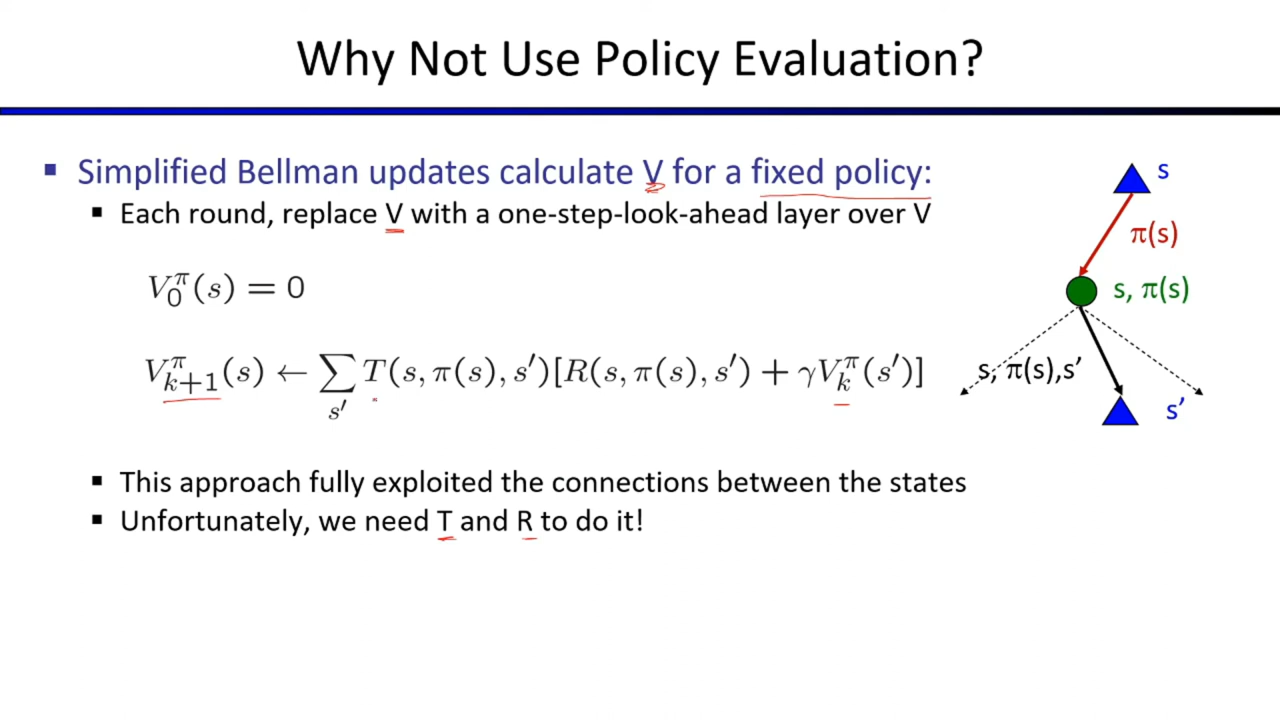 Why Not Use Policy Evaluation?
▪ Simplified Bellman updates calculate V for a fixed policy:
▪ Each round, replace V with a one-step-look-ahead layer over V
V_0^π(s) = 0
V_{k+1}^π(s) ← ∑_{s'} T(s, π(s), s')[R(s, π(s), s') + γV_k^π(s')]
▪ This approach fully exploited the connections between the states
▪ Unfortunately, we need T and R to do it!
s
π(s)
s, π(s)
s, π(s),s’
s’